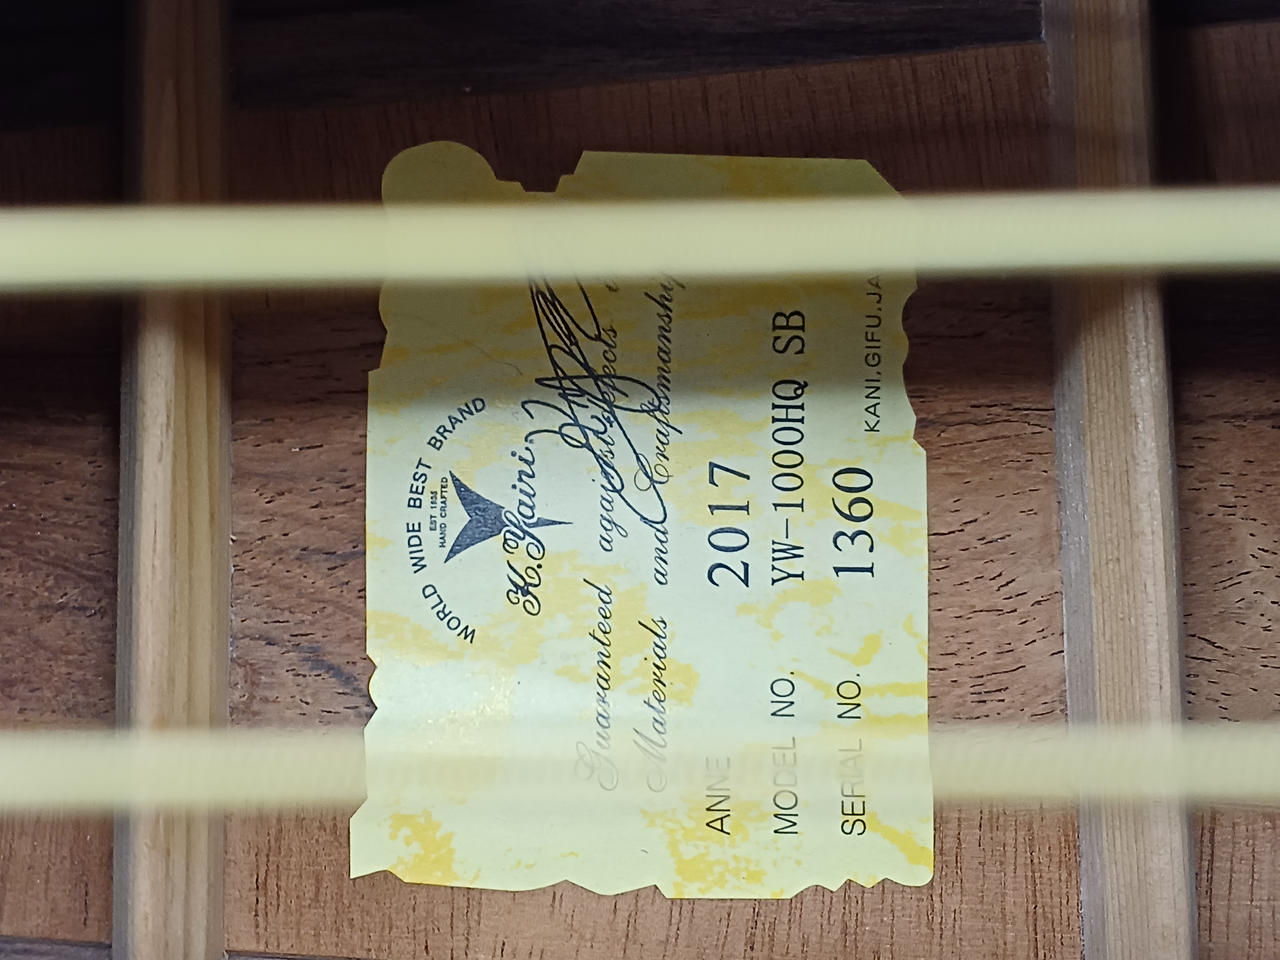 WORLD WIDE BEST BRAND
EST 1935
HAND CRAFTED
K.Yairi
Guaranteed against defects
Materials and Craftsmanship
ANNE 2017
MODEL NO. YW-1000HQ SB
SERIAL NO. 1360
KANI,GIFU,JA